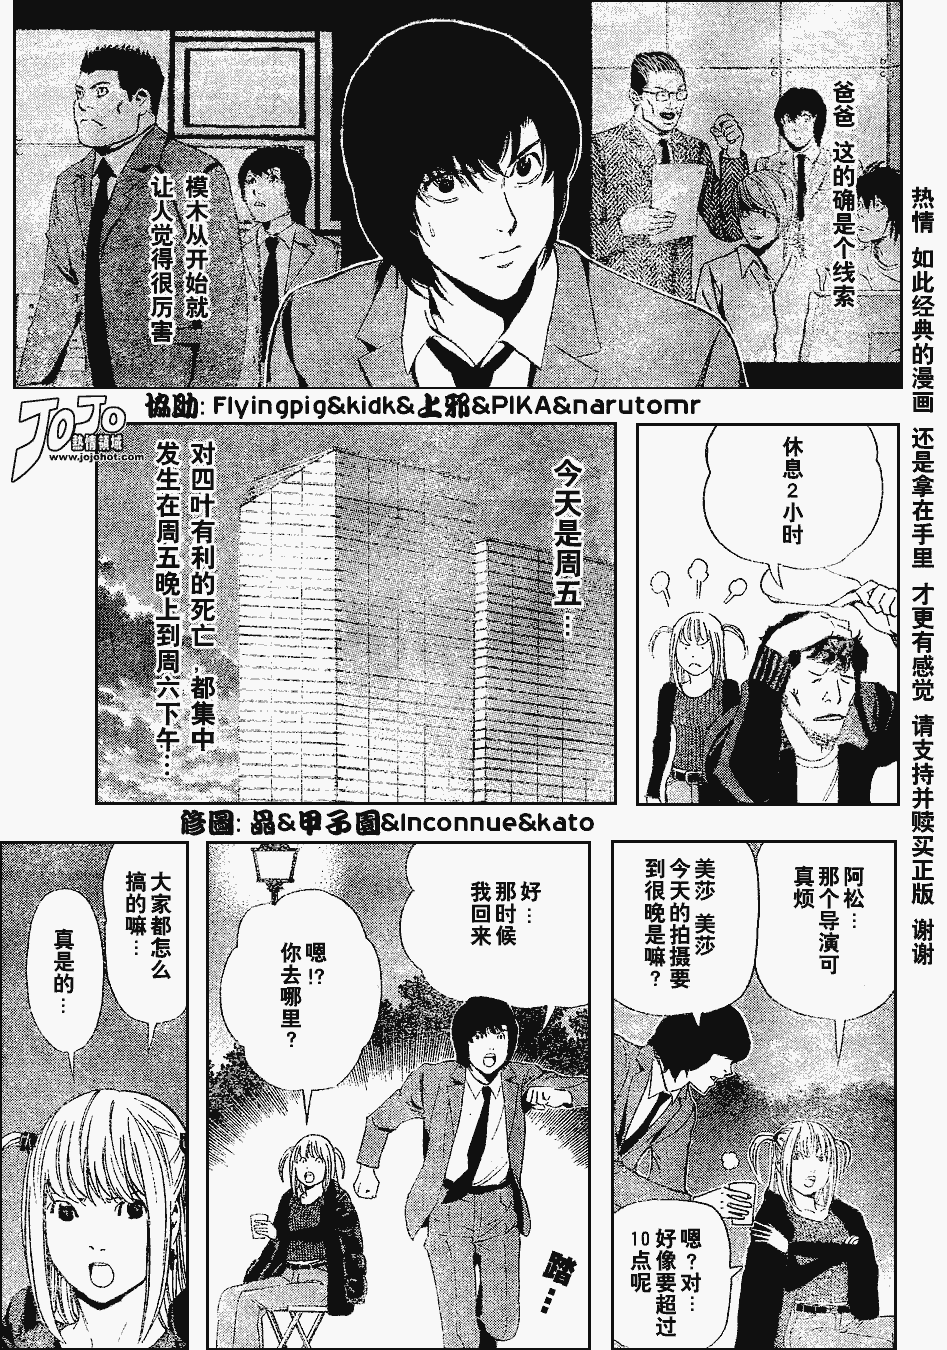 爸爸 这的确是个线索
模木从开始就
让人觉得很厉害
協助: Flyingpig&kidk&上邪&PIKA&narutomr
JOJO
熱情領域
www.jojohot.com
休息2小时
今天是周五…
对四叶有利的死亡,都集中
发生在周五晚上到周六下午…
修圖: 品&甲子園&Inconnue&kato
阿松…
那个导演可
真烦
美莎 美莎
今天的拍摄要
到很晚是嘛?
嗯?对…
好像要超过
10点呢
好…
那时候
我回来
嗯!?
你去哪里?
踏…
大家都怎么
搞的嘛…
真是的…
热情 如此经典的漫画 还是拿在手里 才更有感觉 请支持并赎买正版 谢谢